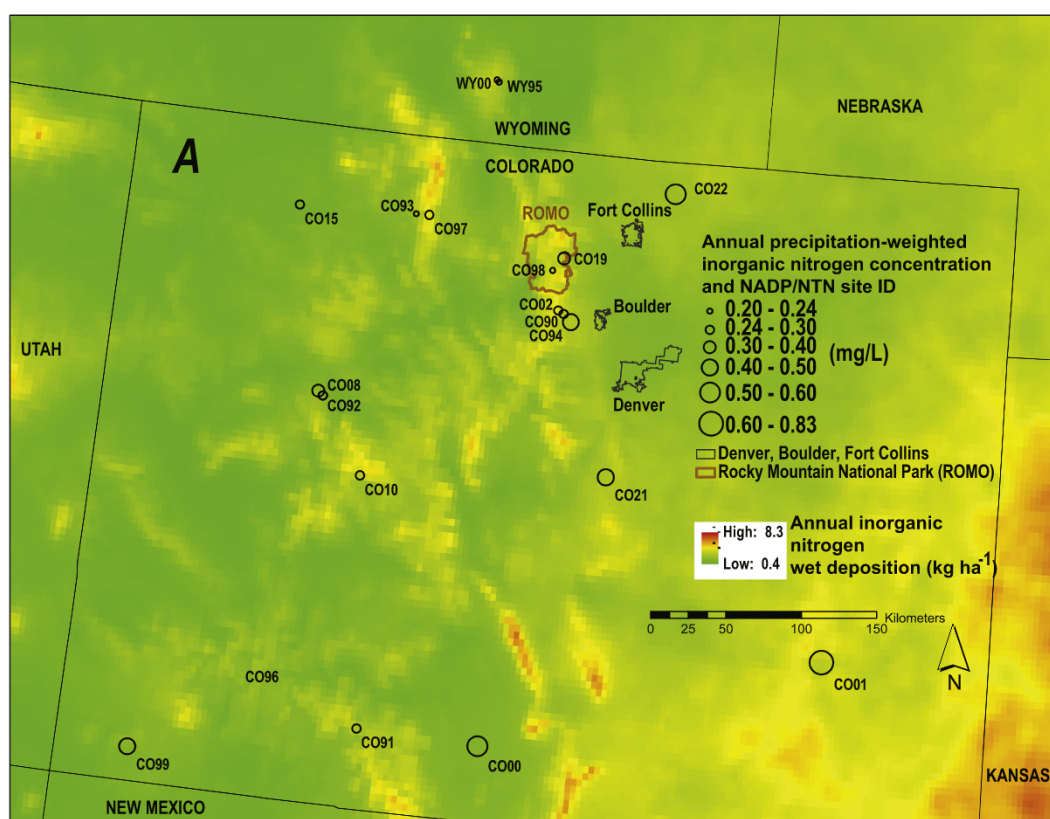 WY00
WY95
NEBRASKA
WYOMING
A
COLORADO
CO22
CO15
CO93
CO97
ROMO
Fort Collins
CO19
CO98
CO02
CO90
CO94
Boulder
Denver
UTAH
CO08
CO92
CO10
CO21
Annual precipitation-weighted
inorganic nitrogen concentration
and NADP/NTN site ID
0.20 - 0.24
0.24 - 0.30
0.30 - 0.40
(mg/L)
0.40 - 0.50
0.50 - 0.60
0.60 - 0.83
Denver, Boulder, Fort Collins
Rocky Mountain National Park (ROMO)
High: 8.3
Low: 0.4
Annual inorganic
nitrogen
wet deposition (kg ha⁻¹)
Kilometers
0 25 50 100 150
N
CO01
CO96
CO91
CO99
CO00
KANSAS
NEW MEXICO